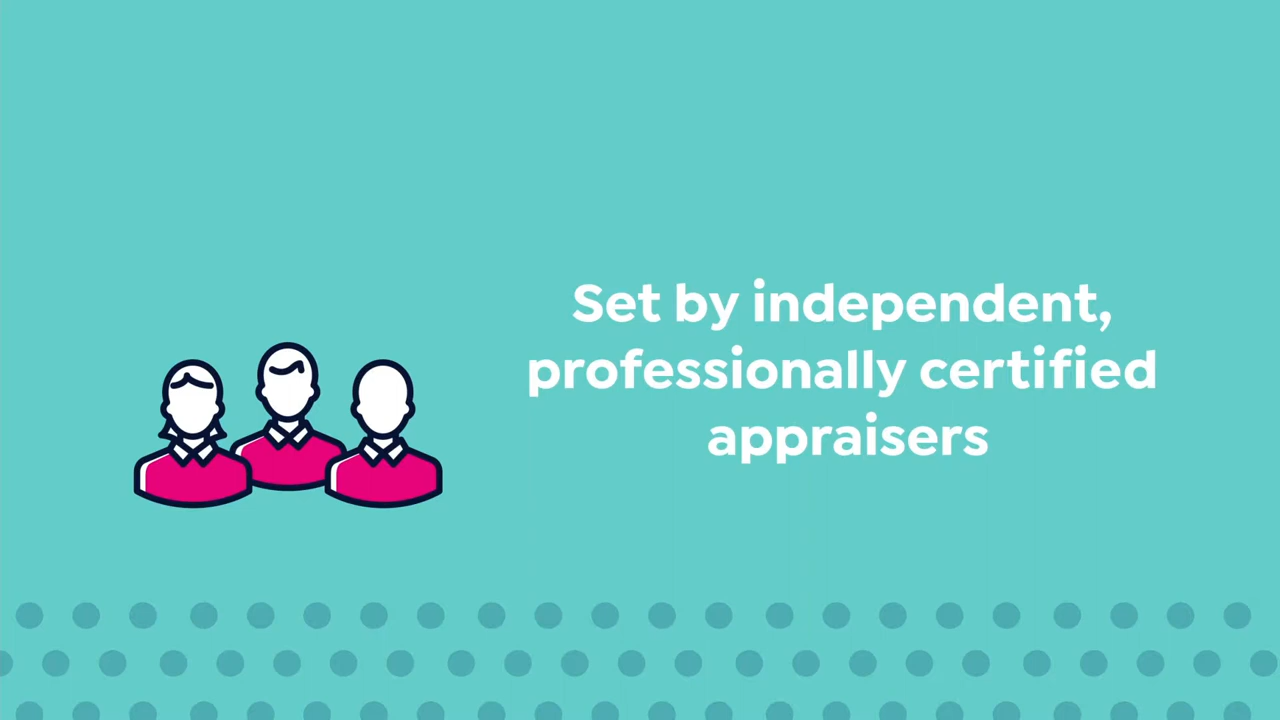 Set by independent,
professionally certified
appraisers